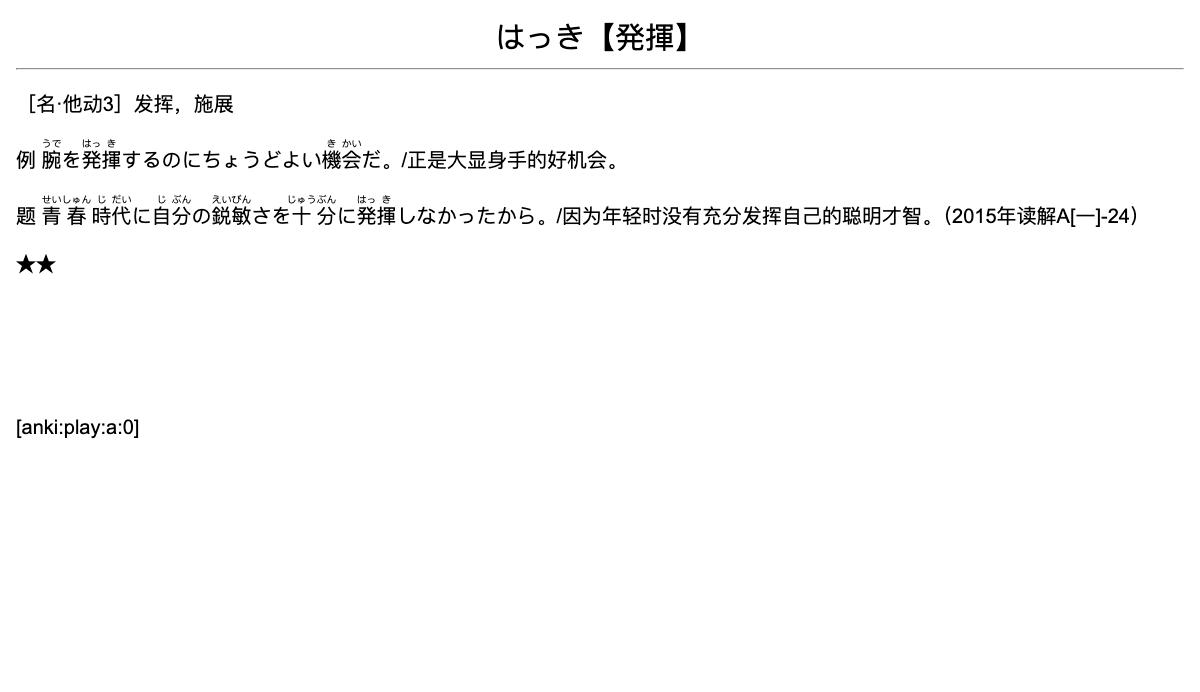 はっき【発揮】
［名·他动3］发挥，施展
うで はっ き き かい
例 腕を発揮するのにちょうどよい機会だ。/正是大显身手的好机会。
せいしゅん じ だい じ ぶん えいびん じゅうぶん はっ き
题 青春時代に自分の鋭敏さを十分に発揮しなかったから。/因为年轻时没有充分发挥自己的聪明才智。（2015年读解A[一]-24）
★★
[anki:play:a:0]